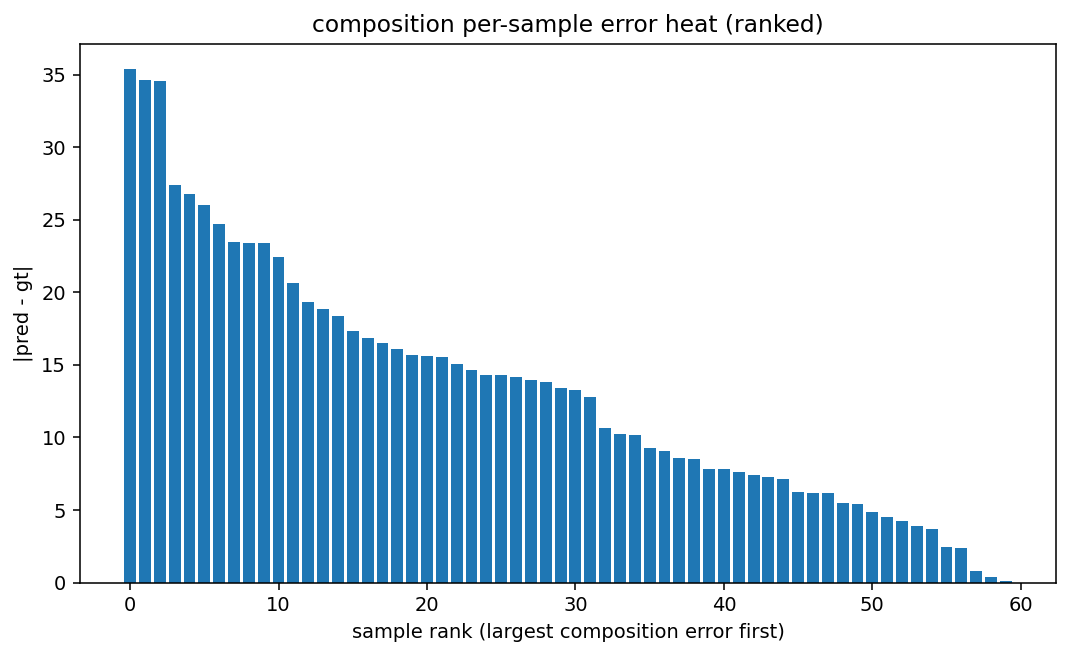 composition per-sample error heat (ranked)
|pred - gt|
35
30
25
20
15
10
5
0
0 10 20 30 40 50 60
sample rank (largest composition error first)